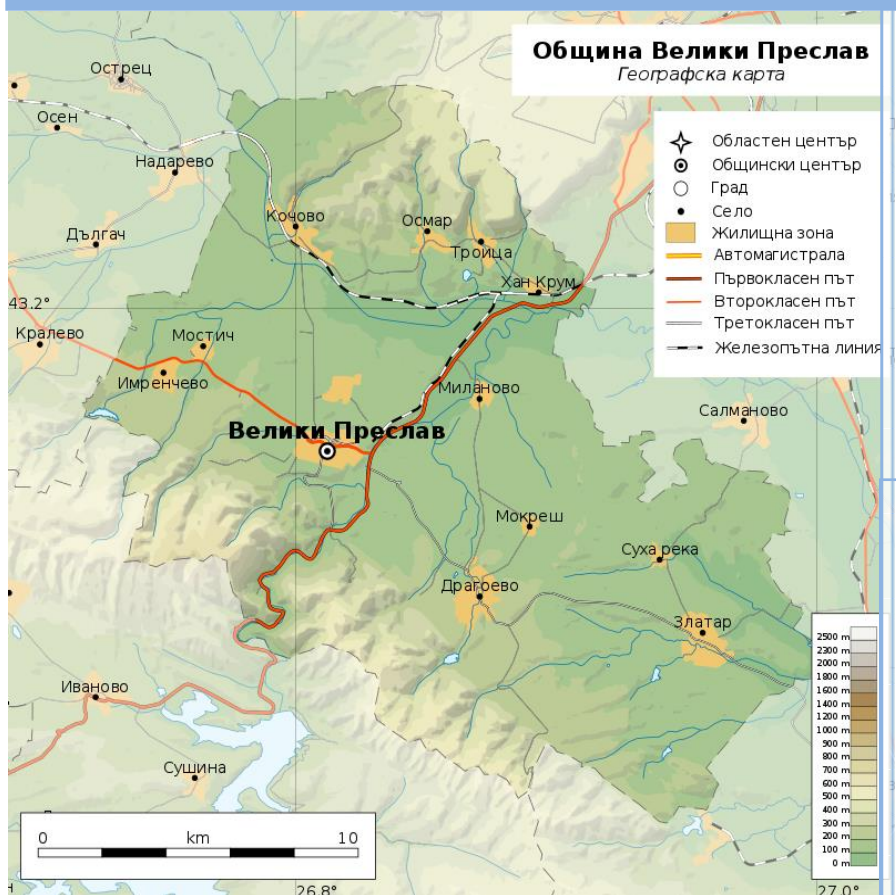 Община Велики Преслав
Географска карта
Областен център
Общински център
Град
Село
Жилищна зона
Автомагистрала
Първокласен път
Второкласен път
Третокласен път
Железопътна линия
Острец
Осен
Надарево
Дългач
Кочово
Осмар
Троица
Хан Крум
43.2°
Кралево
Мостич
Имренчево
Миланово
Салманово
Велики Преслав
Мокреш
Суха река
Драгоево
Златар
Иваново
Сушина
2500 m
2300 m
2000 m
1800 m
1600 m
1400 m
1200 m
1000 m
900 m
800 m
700 m
600 m
500 m
400 m
300 m
200 m
100 m
0 m
0 km 10
26.8°
27.0°